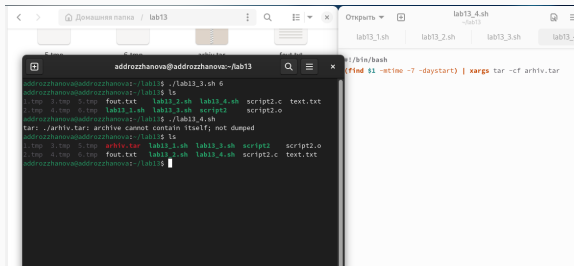 Домашняя папка / lab13
Открыть
lab13_4.sh
~/lab13
lab13_1.sh lab13_2.sh lab13_3.sh lab13_
#!/bin/bash
(find $1 -mtime -7 -daystart) | xargs tar -cf arhiv.tar
addrozzhanova@addrozzhanova:~/lab13
addrozzhanova@addrozzhanova:~/lab13$ ./lab13_3.sh 6
addrozzhanova@addrozzhanova:~/lab13$ ls
1.tmp 3.tmp 5.tmp fout.txt lab13_2.sh lab13_4.sh script2.c text.txt
2.tmp 4.tmp 6.tmp lab13_1.sh lab13_3.sh script2 script2.o
addrozzhanova@addrozzhanova:~/lab13$ ./lab13_4.sh
tar: ./arhiv.tar: archive cannot contain itself; not dumped
addrozzhanova@addrozzhanova:~/lab13$ ls
1.tmp 3.tmp 5.tmp arhiv.tar lab13_1.sh lab13_3.sh script2 script2.o
2.tmp 4.tmp 6.tmp fout.txt lab13_2.sh lab13_4.sh script2.c text.txt
addrozzhanova@addrozzhanova:~/lab13$